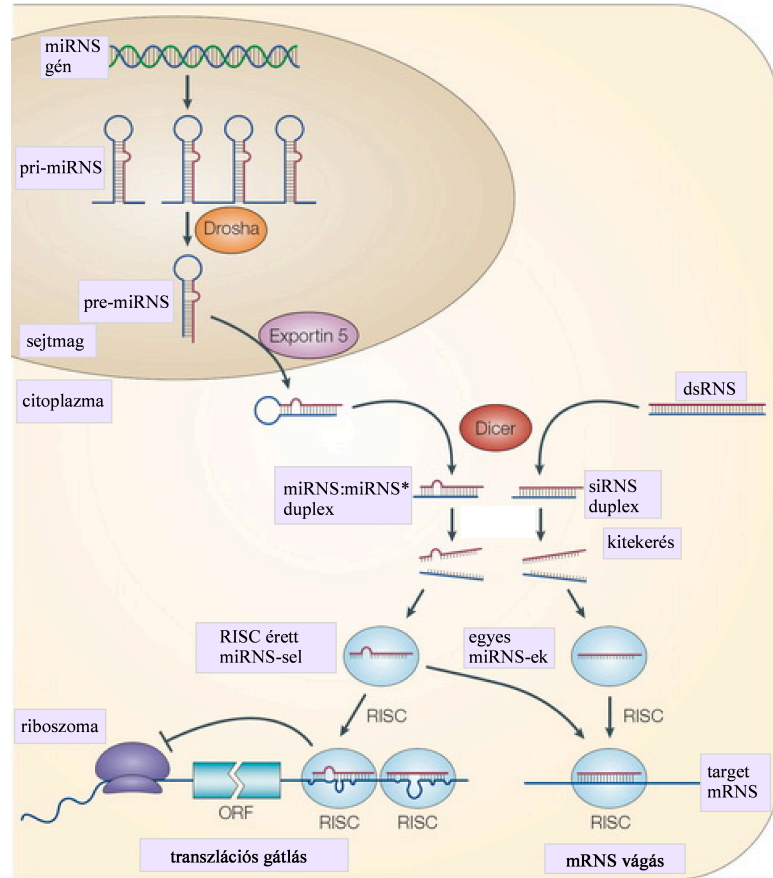 miRNS
gén
pri-miRNS
Drosha
pre-miRNS
Exportin 5
sejtmag
citoplazma
dsRNS
Dicer
miRNS:miRNS*
duplex
siRNS
duplex
kitekerés
RISC érett
miRNS-sel
egyes
miRNS-ek
RISC
RISC
riboszoma
target
mRNS
ORF
RISC
RISC
RISC
transzlációs gátlás
mRNS vágás